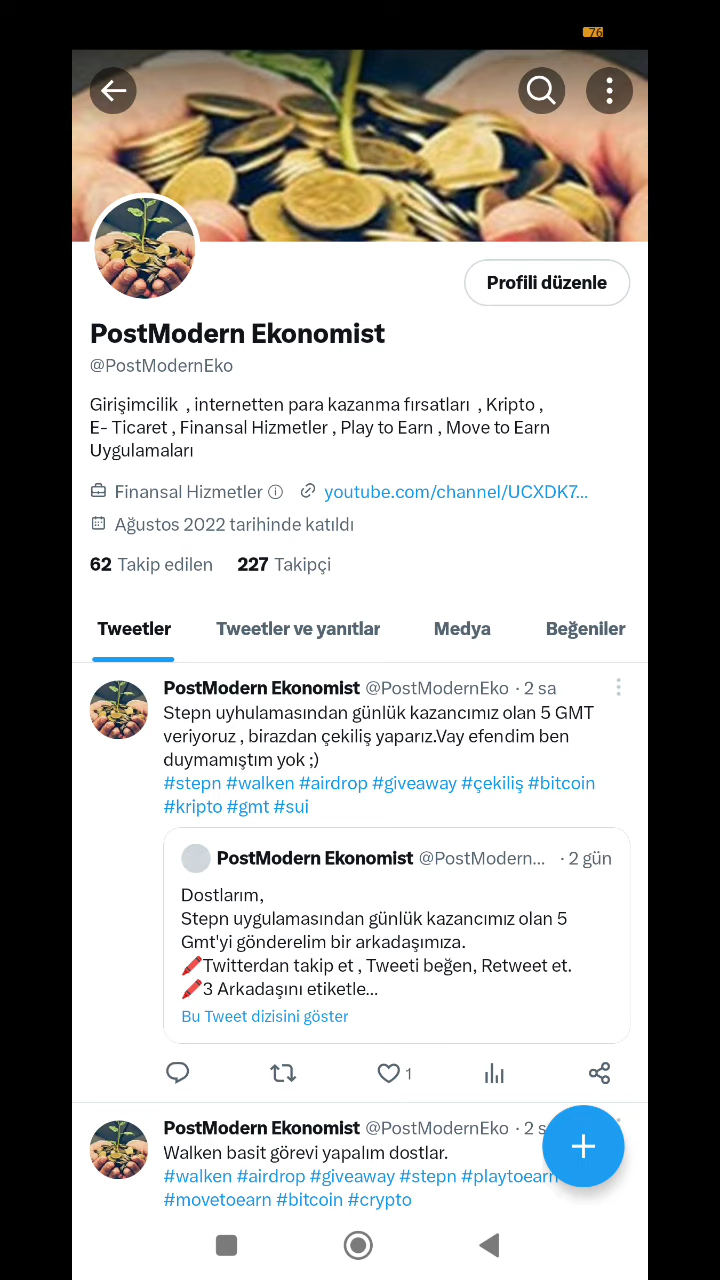 76
Profili düzenle
PostModern Ekonomist
@PostModernEko
Girişimcilik , internetten para kazanma fırsatları , Kripto ,
E- Ticaret , Finansal Hizmetler , Play to Earn , Move to Earn
Uygulamaları
Finansal Hizmetler youtube.com/channel/UCXDK7...
Ağustos 2022 tarihinde katıldı
62 Takip edilen 227 Takipçi
Tweetler Tweetler ve yanıtlar Medya Beğeniler
PostModern Ekonomist @PostModernEko · 2 sa
Stepn uyhulamasından günlük kazancımız olan 5 GMT
veriyoruz , birazdan çekiliş yaparız.Vay efendim ben
duymamıştım yok ;)
#stepn #walken #airdrop #giveaway #çekiliş #bitcoin
#kripto #gmt #sui
PostModern Ekonomist @PostModern... · 2 gün
Dostlarım,
Stepn uygulamasından günlük kazancımız olan 5
Gmt'yi gönderelim bir arkadaşımıza.
🖍️Twitterdan takip et , Tweeti beğen, Retweet et.
🖍️3 Arkadaşını etiketle...
Bu Tweet dizisini göster
1
PostModern Ekonomist @PostModernEko · 2 s
Walken basit görevi yapalım dostlar.
#walken #airdrop #giveaway #stepn #playtoearn
#movetoearn #bitcoin #crypto